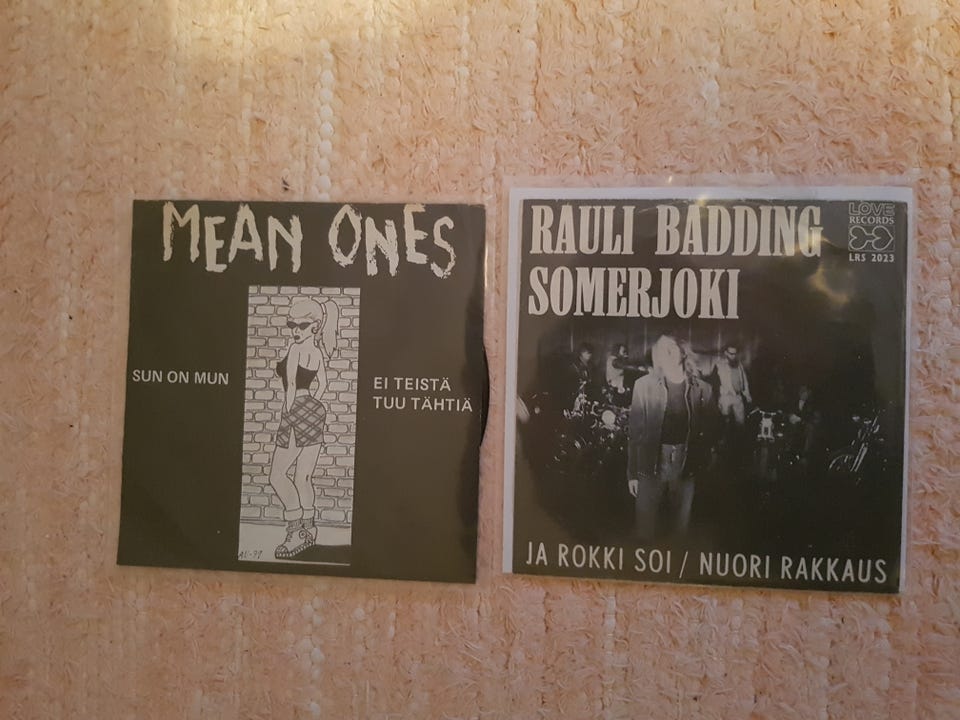 MEAN ONES
SUN ON MUN
EI TEISTÄ
TUU TÄHTIÄ
RAULI BADDING
SOMERJOKI
LOVE
RECORDS
LRS 2023
JA ROKKI SOI / NUORI RAKKAUS